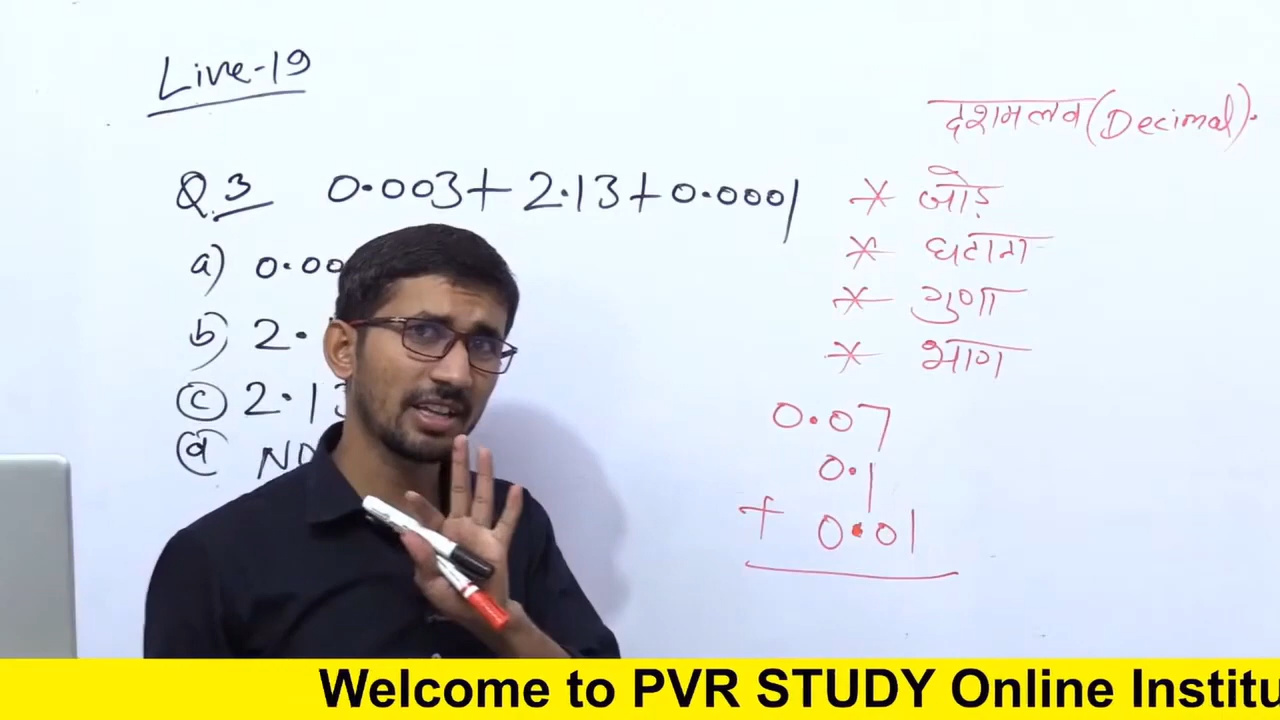 Live-19
दशमलव (Decimal).
Q.3 0.003+ 2.13+0.0001
* जोड़
* घटाना
* गुणा
* भाग
a) 0.00
b) 2.
c) 2.13
d)
0.07
0.1
+ 0.01
Welcome to PVR STUDY Online Institu